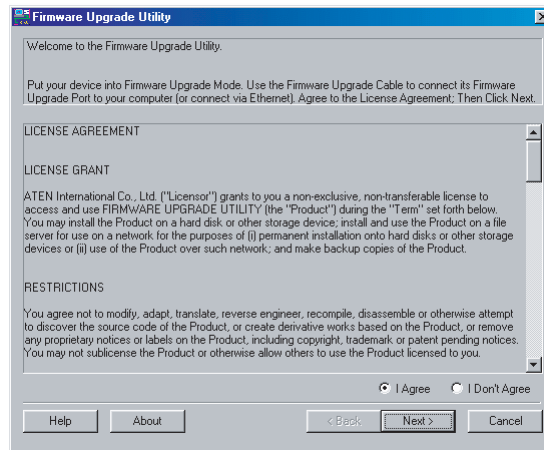 Firmware Upgrade Utility
Welcome to the Firmware Upgrade Utility.
Put your device into Firmware Upgrade Mode. Use the Firmware Upgrade Cable to connect its Firmware
Upgrade Port to your computer (or connect via Ethernet). Agree to the License Agreement; Then Click Next.
LICENSE AGREEMENT
LICENSE GRANT
ATEN International Co., Ltd. ("Licensor") grants to you a non-exclusive, non-transferable license to
access and use FIRMWARE UPGRADE UTILITY (the "Product") during the "Term" set forth below.
You may install the Product on a hard disk or other storage device; install and use the Product on a file
server for use on a network for the purposes of (i) permanent installation onto hard disks or other storage
devices or (ii) use of the Product over such network; and make backup copies of the Product.
RESTRICTIONS
You agree not to modify, adapt, translate, reverse engineer, recompile, disassemble or otherwise attempt
to discover the source code of the Product, or create derivative works based on the Product, or remove
any proprietary notices or labels on the Product, including copyright, trademark or patent pending notices.
You may not sublicense the Product or otherwise allow others to use the Product licensed to you.
I Agree I Don't Agree
Help About < Back Next > Cancel